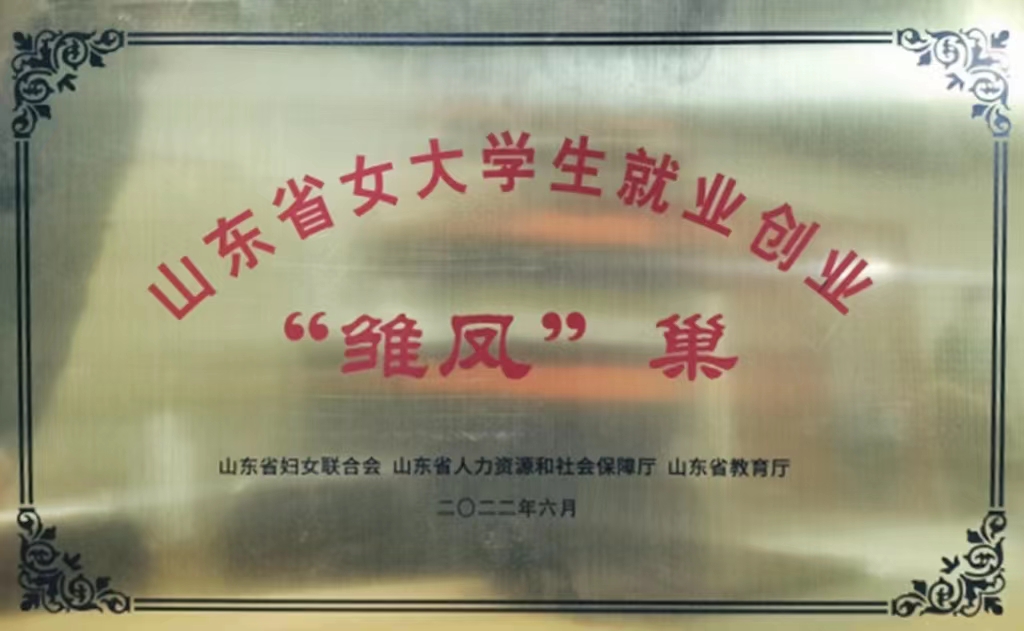 山东省女大学生就业创业
“雏凤”巢
山东省妇女联合会 山东省人力资源和社会保障厅 山东省教育厅
二〇二二年六月